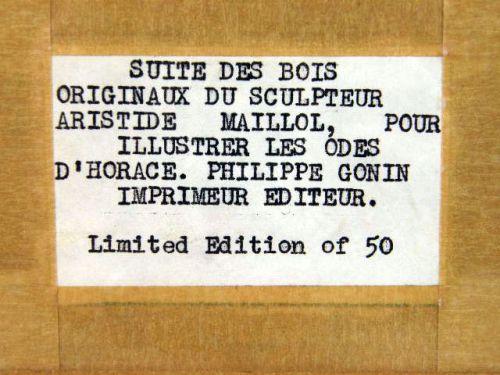 SUITE DES BOIS
ORIGINAUX DU SCULPTEUR
ARISTIDE MAILLOL, POUR
ILLUSTRER LES ODES
D'HORACE. PHILIPPE GONIN
IMPRIMEUR EDITEUR.
Limited Edition of 50